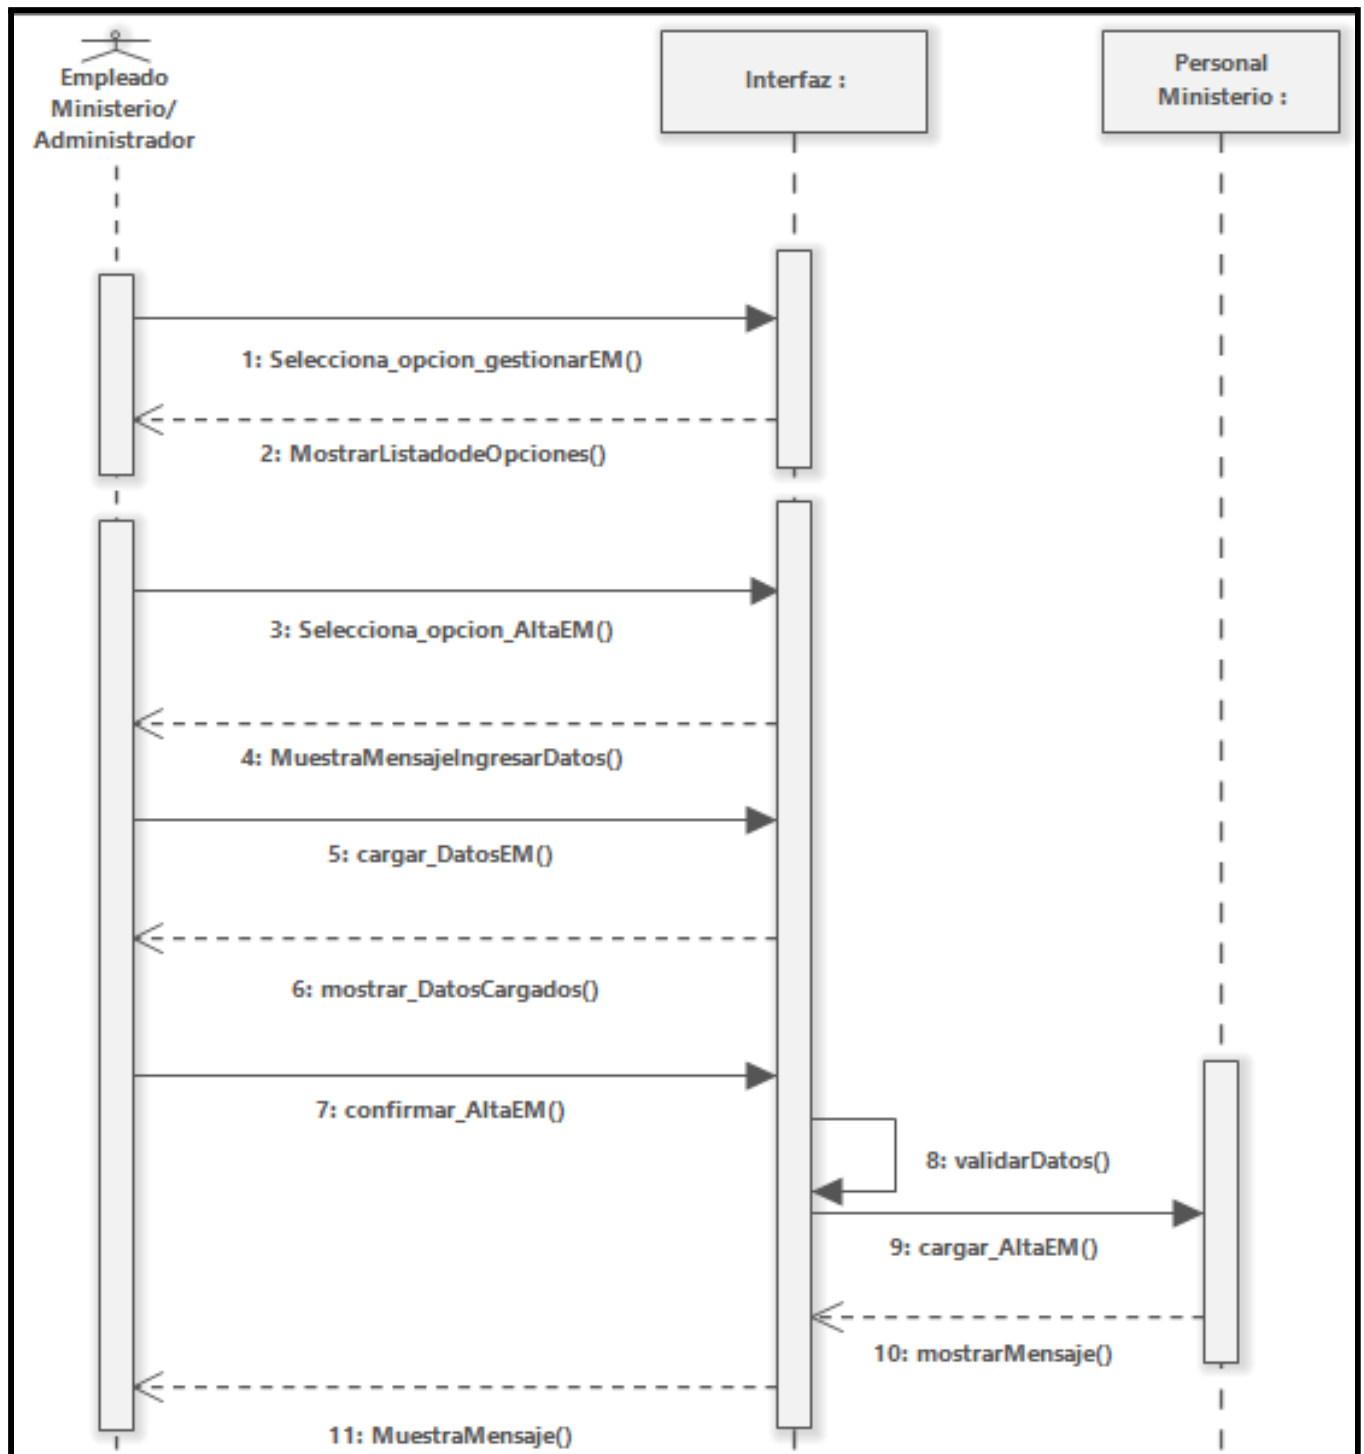 Empleado
Ministerio/
Administrador
Interfaz :
Personal
Ministerio :
1: Selecciona_opcion_gestionarEM()
2: MostrarListadodeOpciones()
3: Selecciona_opcion_AltaEM()
4: MuestraMensajeIngresarDatos()
5: cargar_DatosEM()
6: mostrar_DatosCargados()
7: confirmar_AltaEM()
8: validarDatos()
9: cargar_AltaEM()
10: mostrarMensaje()
11: MuestraMensaje()